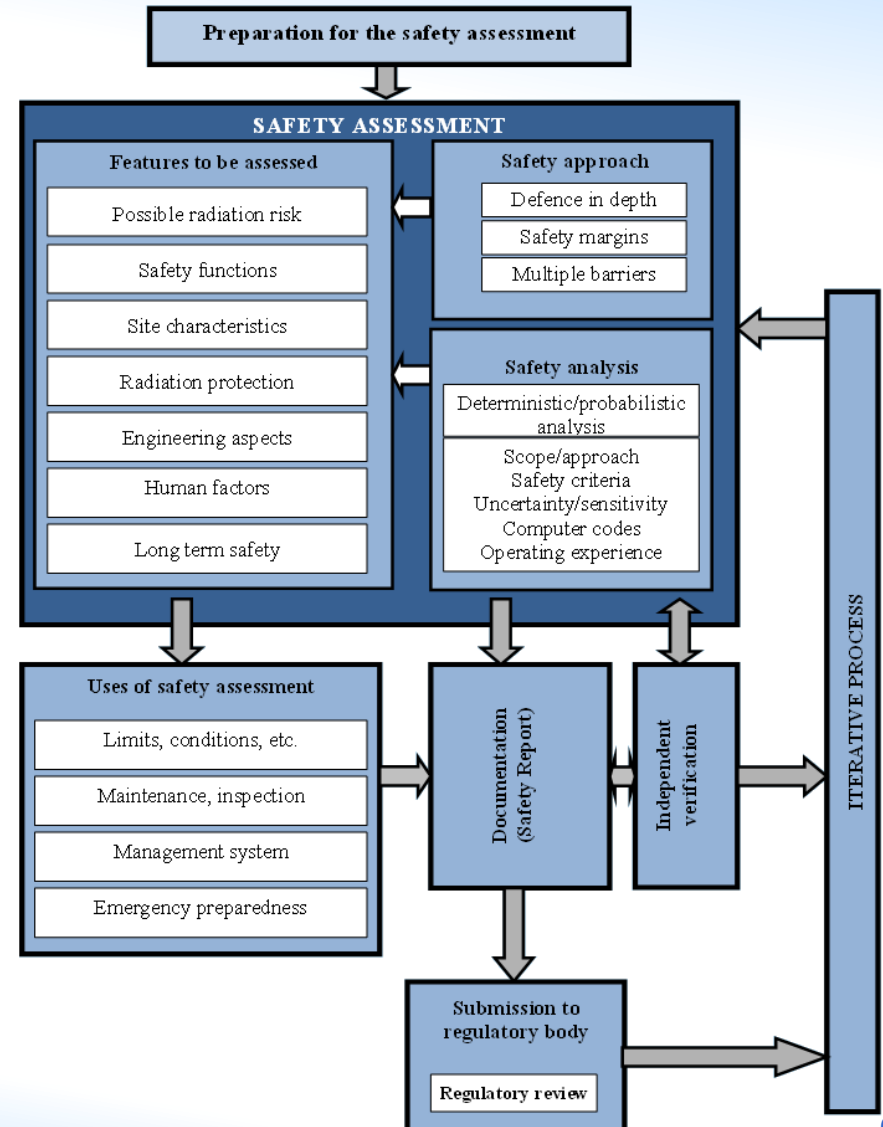 Preparation for the safety assessment
SAFETY ASSESSMENT
Features to be assessed
Possible radiation risk
Safety functions
Site characteristics
Radiation protection
Engineering aspects
Human factors
Long term safety
Safety approach
Defence in depth
Safety margins
Multiple barriers
Safety analysis
Deterministic/probabilistic
analysis
Scope/approach
Safety criteria
Uncertainty/sensitivity
Computer codes
Operating experience
Uses of safety assessment
Limits, conditions, etc.
Maintenance, inspection
Management system
Emergency preparedness
Documentation
(Safety Report)
Independent
verification
ITERATIVE PROCESS
Submission to
regulatory body
Regulatory review